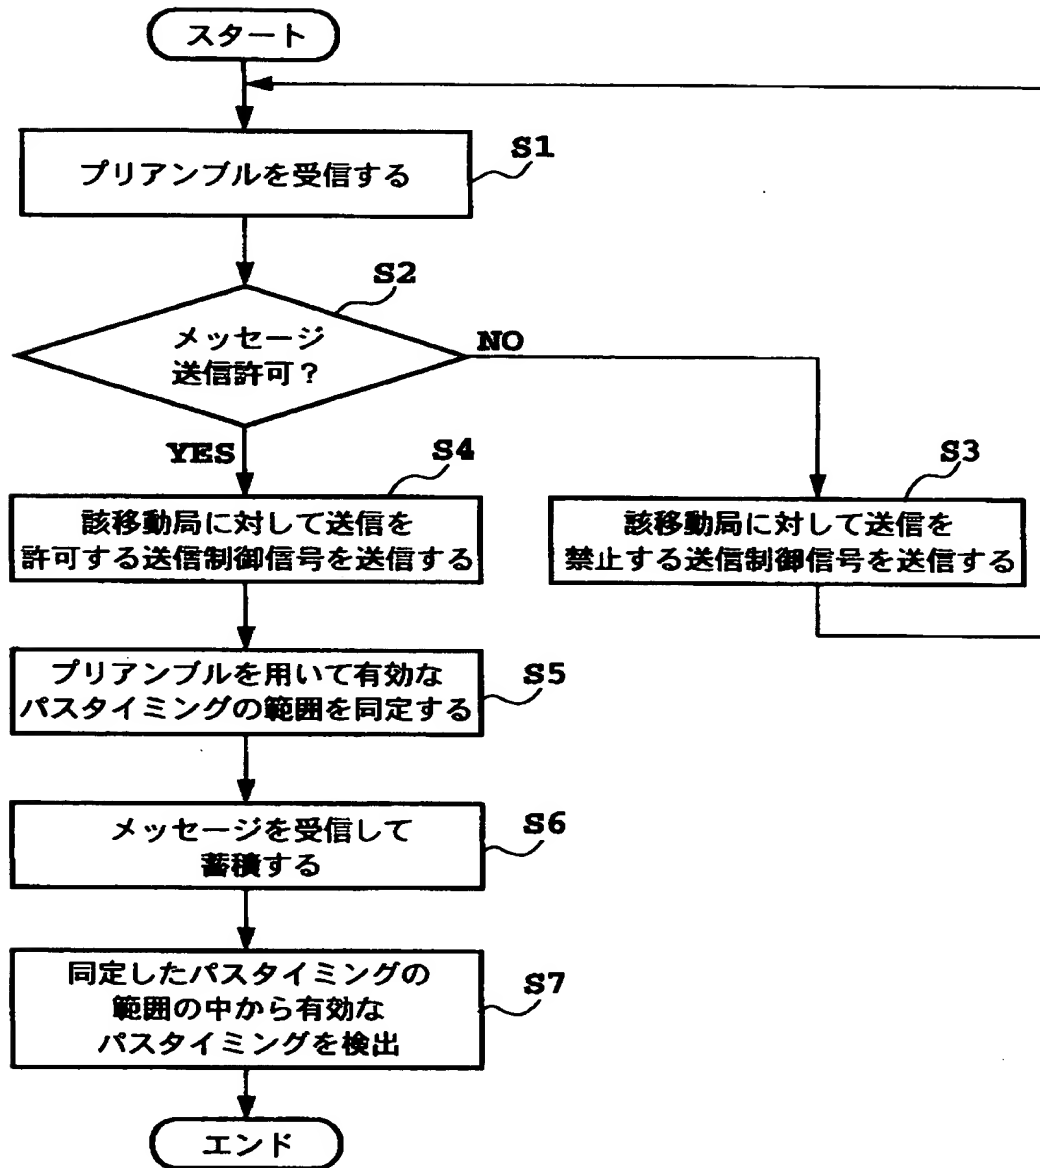 スタート
プリアンブルを受信する
S1
S2
メッセージ
送信許可？
NO
YES
S4
該移動局に対して送信を
許可する送信制御信号を送信する
S3
該移動局に対して送信を
禁止する送信制御信号を送信する
プリアンブルを用いて有効な
パスタイミングの範囲を同定する
S5
メッセージを受信して
蓄積する
S6
同定したパスタイミングの
範囲の中から有効な
パスタイミングを検出
S7
エンド